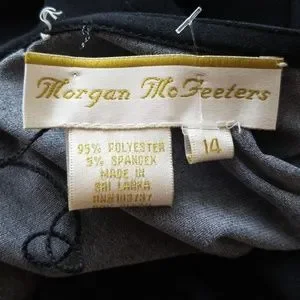 Morgan McFeeters
95% POLYESTER
5% SPANDEX
MADE IN
SRI LANKA
14